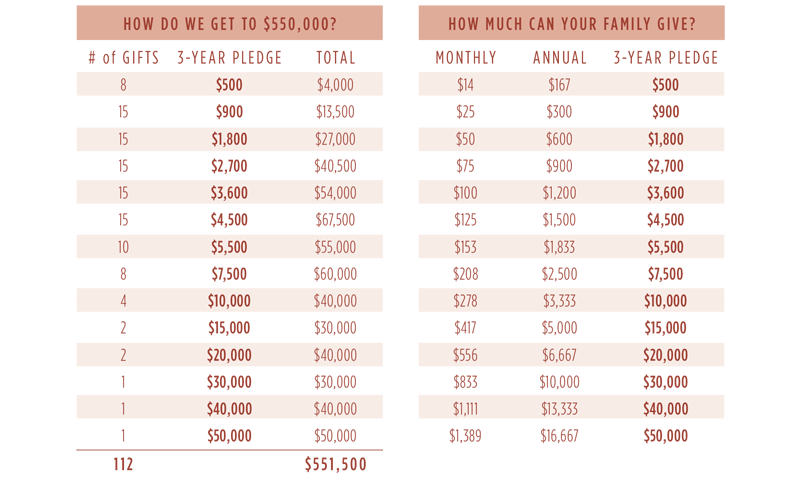 HOW DO WE GET TO $550,000?
# of GIFTS 3-YEAR PLEDGE TOTAL
8 $500 $4,000
15 $900 $13,500
15 $1,800 $27,000
15 $2,700 $40,500
15 $3,600 $54,000
15 $4,500 $67,500
10 $5,500 $55,000
8 $7,500 $60,000
4 $10,000 $40,000
2 $15,000 $30,000
2 $20,000 $40,000
1 $30,000 $30,000
1 $40,000 $40,000
1 $50,000 $50,000
112 $551,500
HOW MUCH CAN YOUR FAMILY GIVE?
MONTHLY ANNUAL 3-YEAR PLEDGE
$14 $167 $500
$25 $300 $900
$50 $600 $1,800
$75 $900 $2,700
$100 $1,200 $3,600
$125 $1,500 $4,500
$153 $1,833 $5,500
$208 $2,500 $7,500
$278 $3,333 $10,000
$417 $5,000 $15,000
$556 $6,667 $20,000
$833 $10,000 $30,000
$1,111 $13,333 $40,000
$1,389 $16,667 $50,000